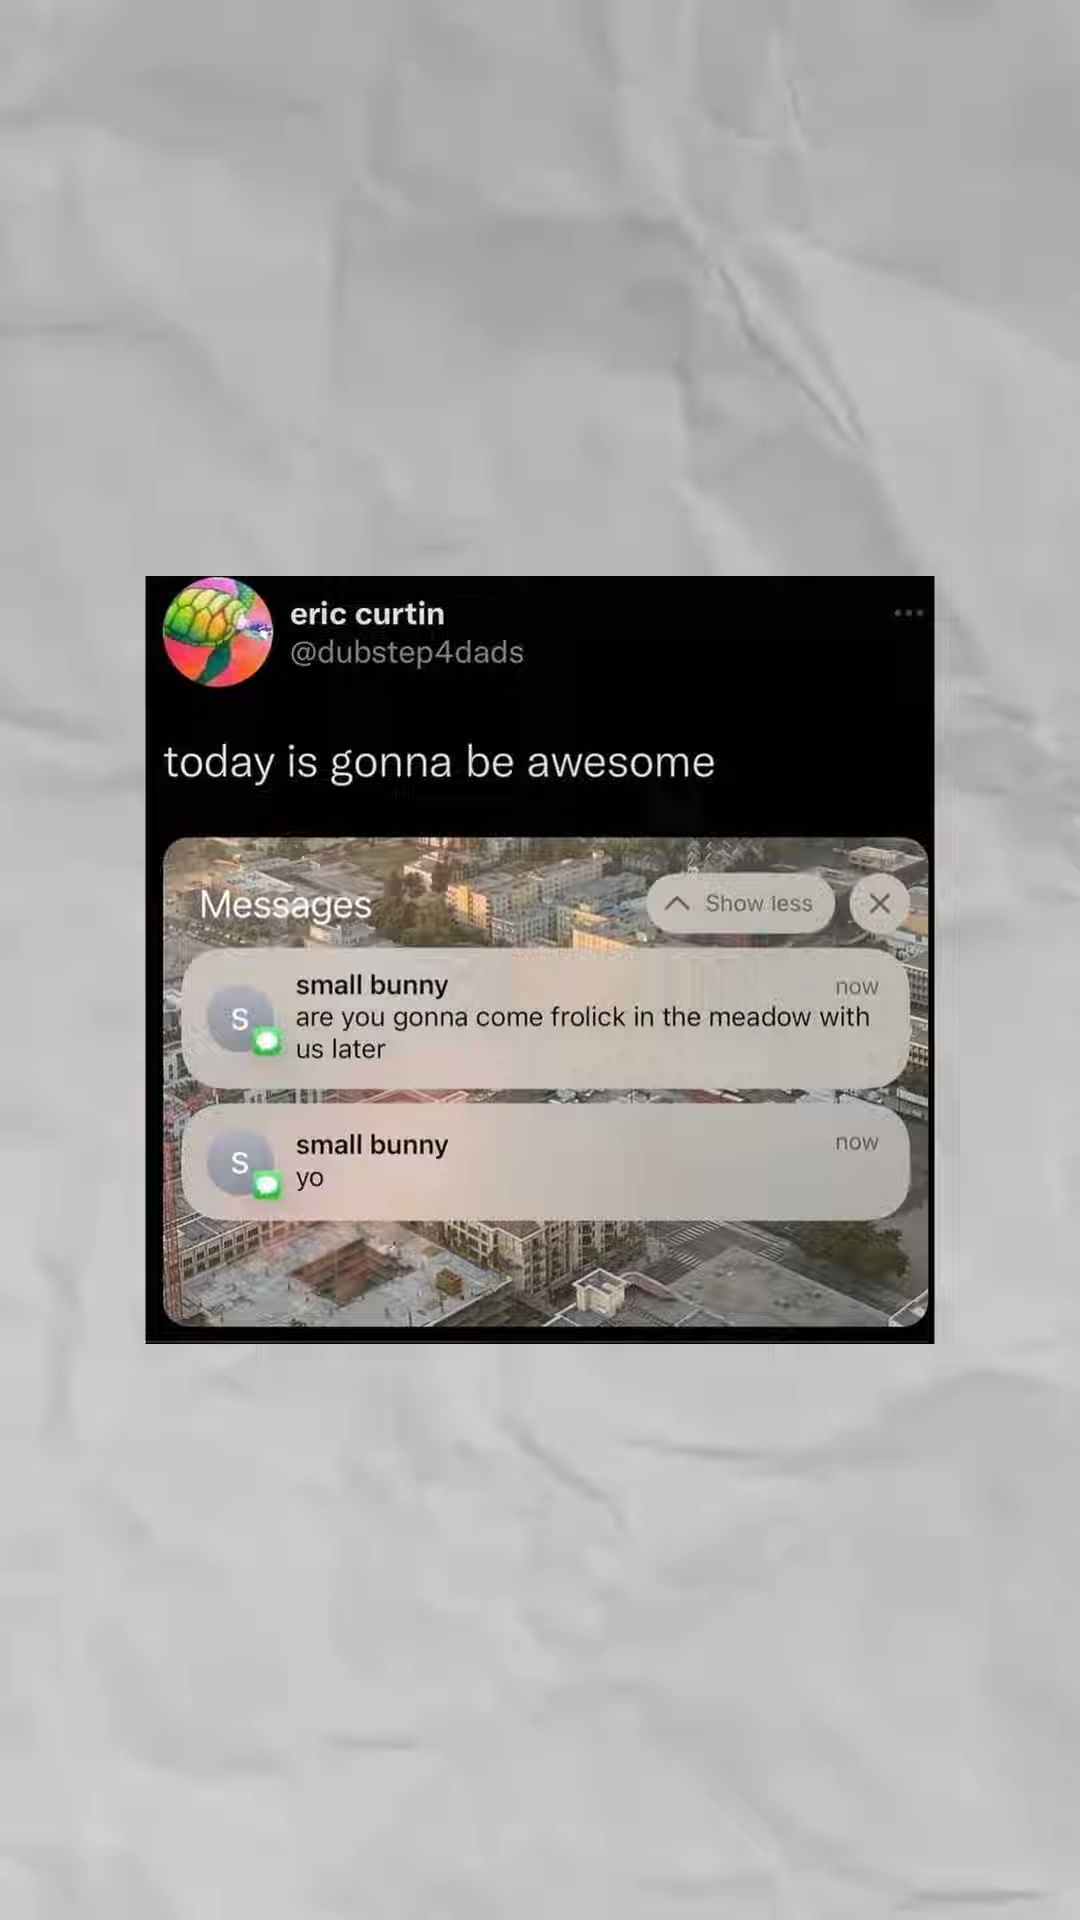 eric curtin
@dubstep4dads
today is gonna be awesome
Messages
Show less
small bunny
now
are you gonna come frolick in the meadow with
us later
S
small bunny
now
yo
S